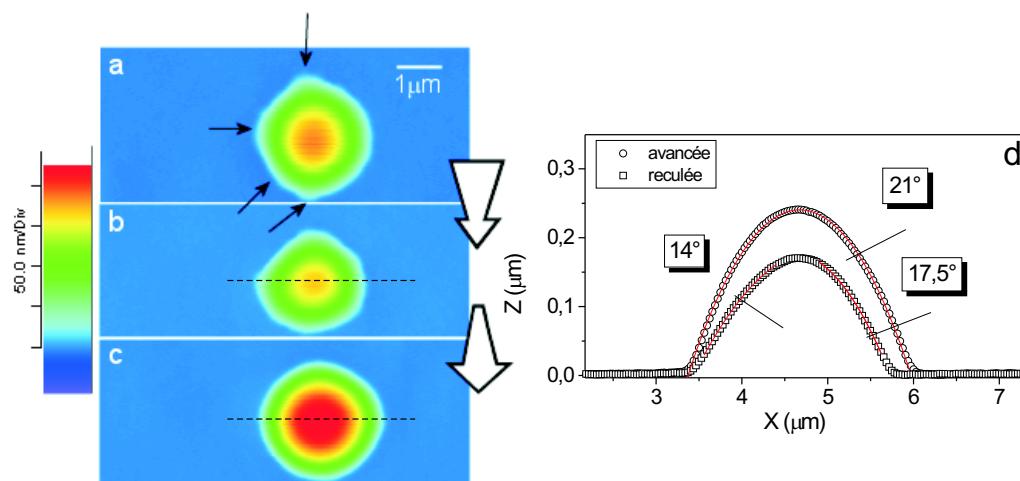 a
1µm
50.0 nm/Div
b
c
d
avancée
reculée
21°
14°
17,5°
0,3
0,2
0,1
0,0
Z (µm)
3 4 5 6 7
X (µm)